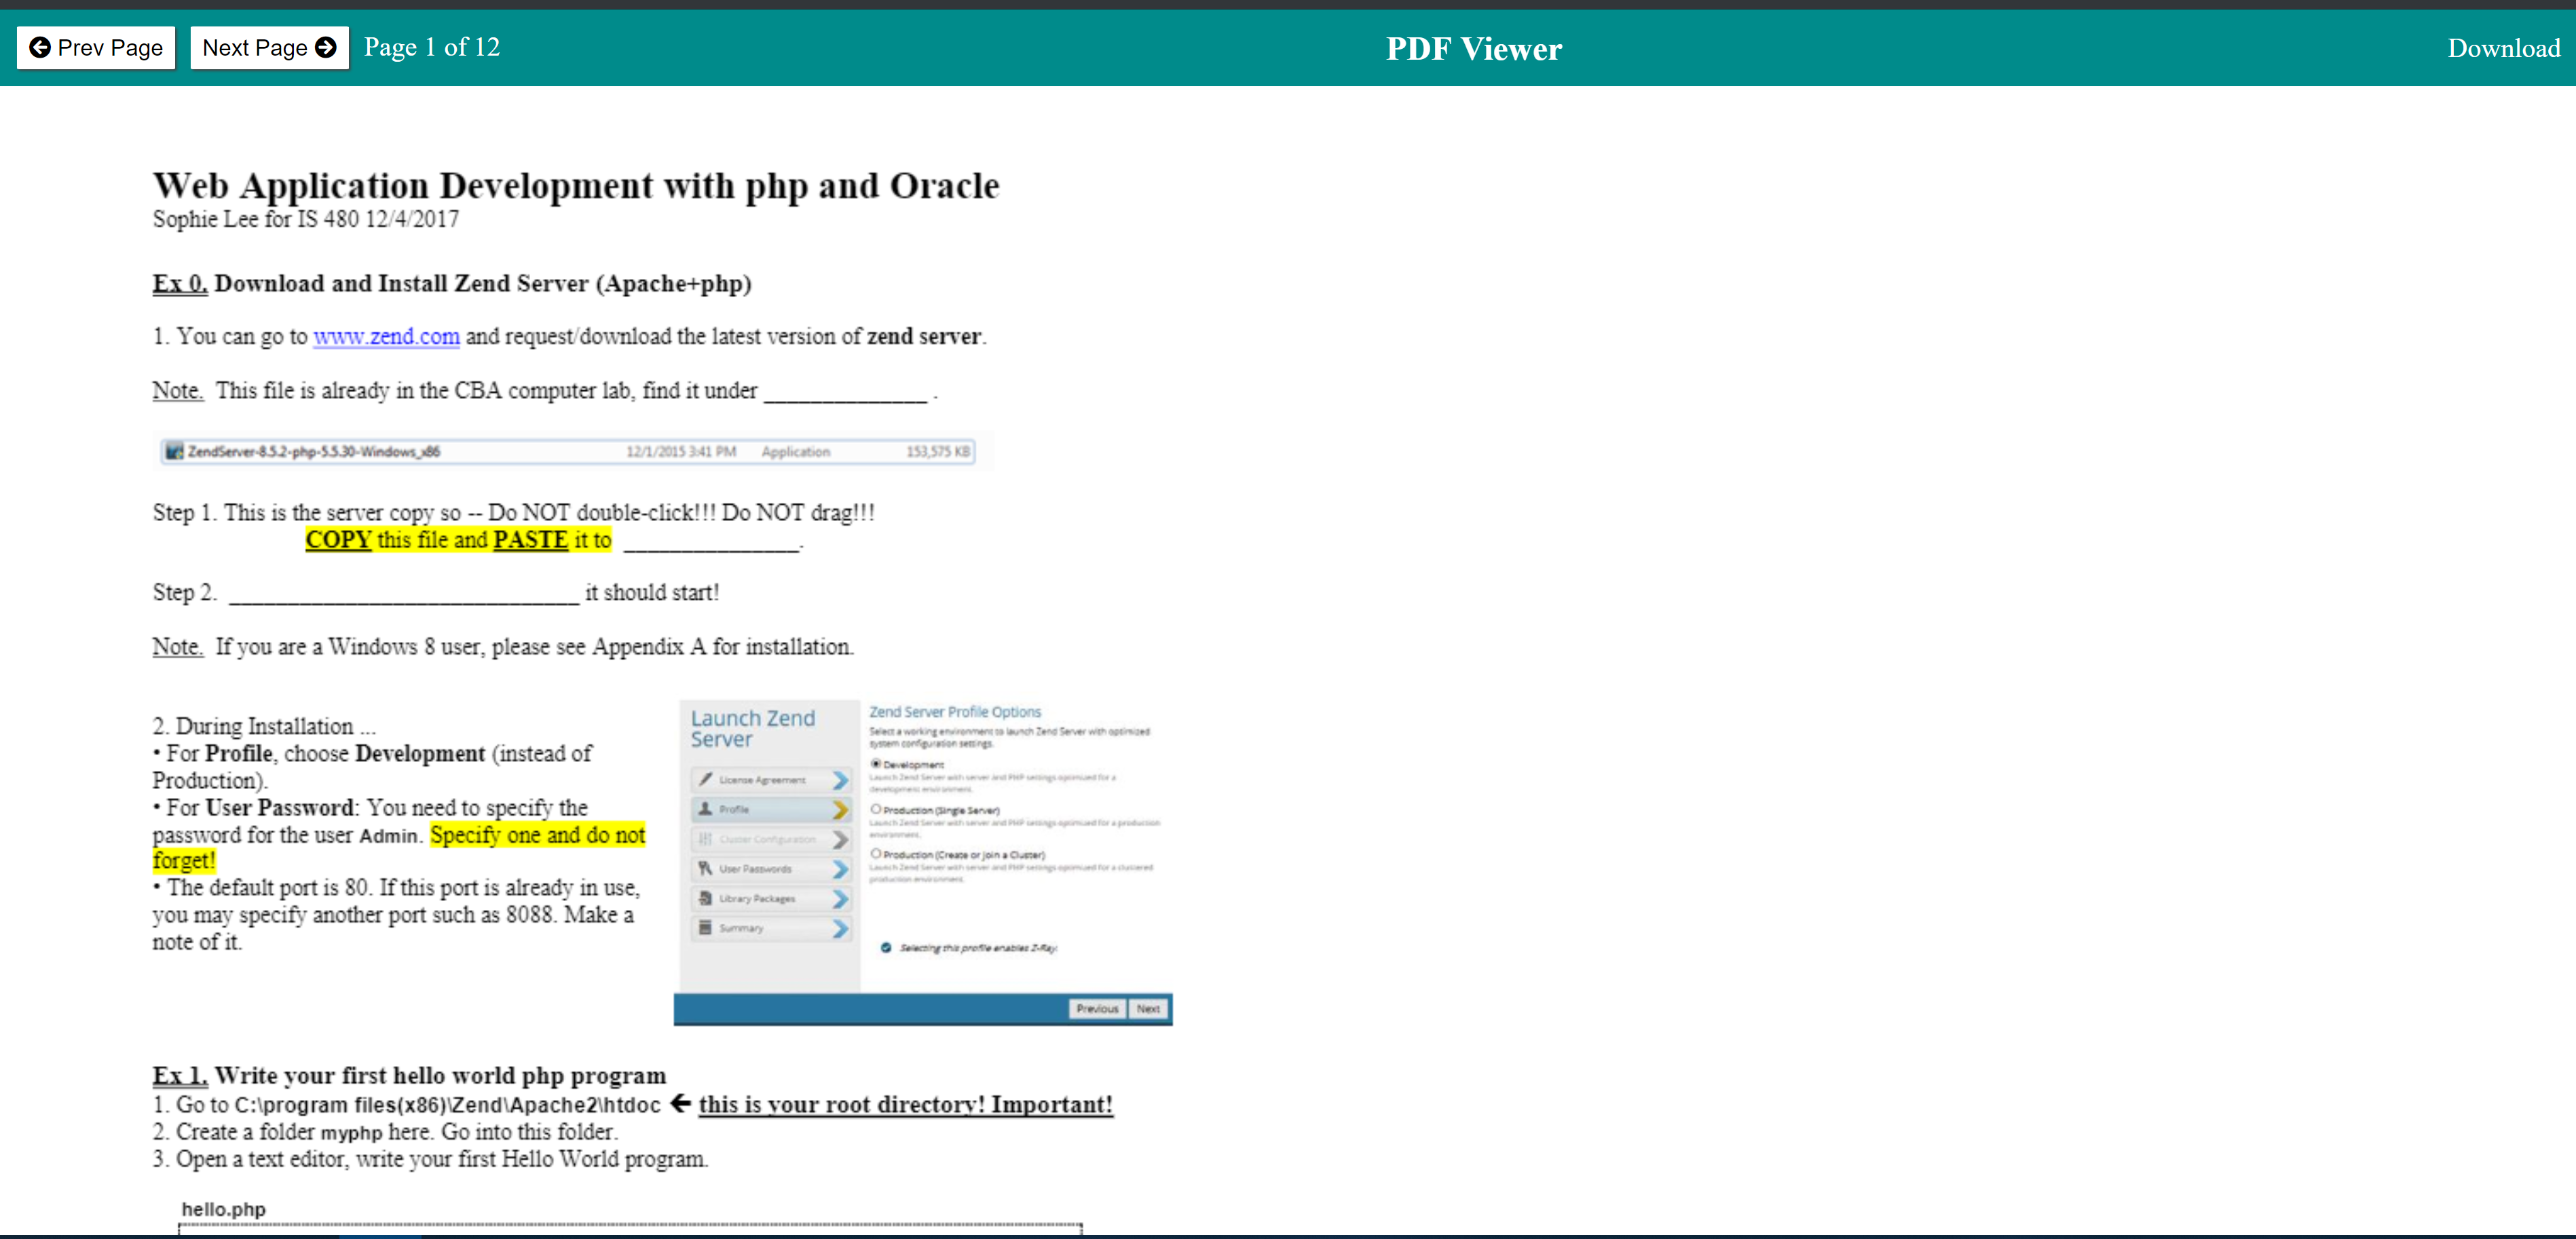 Prev Page
Next Page
Page 1 of 12
PDF Viewer
Download
Web Application Development with php and Oracle
Sophie Lee for IS 480 12/4/2017
Ex 0. Download and Install Zend Server (Apache+php)
1. You can go to www.zend.com and request/download the latest version of zend server.
Note. This file is already in the CBA computer lab, find it under ______________ .
ZendServer-8.5.2-php-5.5.30-Windows_x86 12/1/2015 3:41 PM Application 153,575 KB
Step 1. This is the server copy so -- Do NOT double-click!!! Do NOT drag!!!
COPY this file and PASTE it to _______________.
Step 2. ______________________________ it should start!
Note. If you are a Windows 8 user, please see Appendix A for installation.
2. During Installation ...
• For Profile, choose Development (instead of
Production).
• For User Password: You need to specify the
password for the user Admin. Specify one and do not
forget!
• The default port is 80. If this port is already in use,
you may specify another port such as 8088. Make a
note of it.
Launch Zend
Server
License Agreement
Profile
Cluster Configuration
User Passwords
Library Packages
Summary
Zend Server Profile Options
Select a working environment to launch Zend Server with optimized
system configuration settings.
Development
Launch Zend Server with server and PHP settings optimized for a
development environment.
Production (Single Server)
Launch Zend Server with server and PHP settings optimized for a production
environment.
Production (Create or Join a Cluster)
Launch Zend Server with server and PHP settings optimized for a clustered
production environment.
Selecting this profile enables Z-Ray.
Previous
Next
Ex 1. Write your first hello world php program
1. Go to C:\program files(x86)\Zend\Apache2\htdoc ← this is your root directory! Important!
2. Create a folder myphp here. Go into this folder.
3. Open a text editor, write your first Hello World program.
hello.php